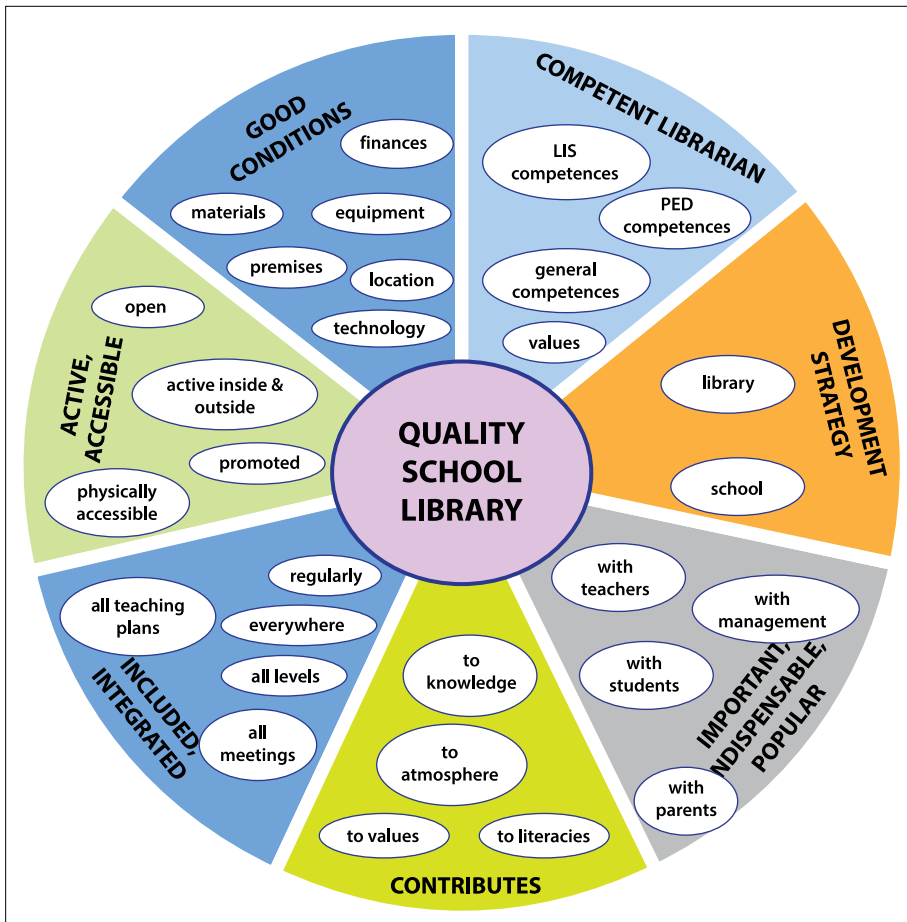 QUALITY
SCHOOL
LIBRARY
COMPETENT LIBRARIAN
LIS
competences
PED
competences
general
competences
values
DEVELOPMENT
STRATEGY
library
school
IMPORTANT,
INDISPENSABLE,
POPULAR
with
teachers
with
management
with
students
with
parents
CONTRIBUTES
to
knowledge
to
atmosphere
to values
to literacies
INCLUDED,
INTEGRATED
regularly
all teaching
plans
everywhere
all levels
all
meetings
ACTIVE,
ACCESSIBLE
open
active inside &
outside
promoted
physically
accessible
GOOD
CONDITIONS
finances
materials
equipment
premises
location
technology